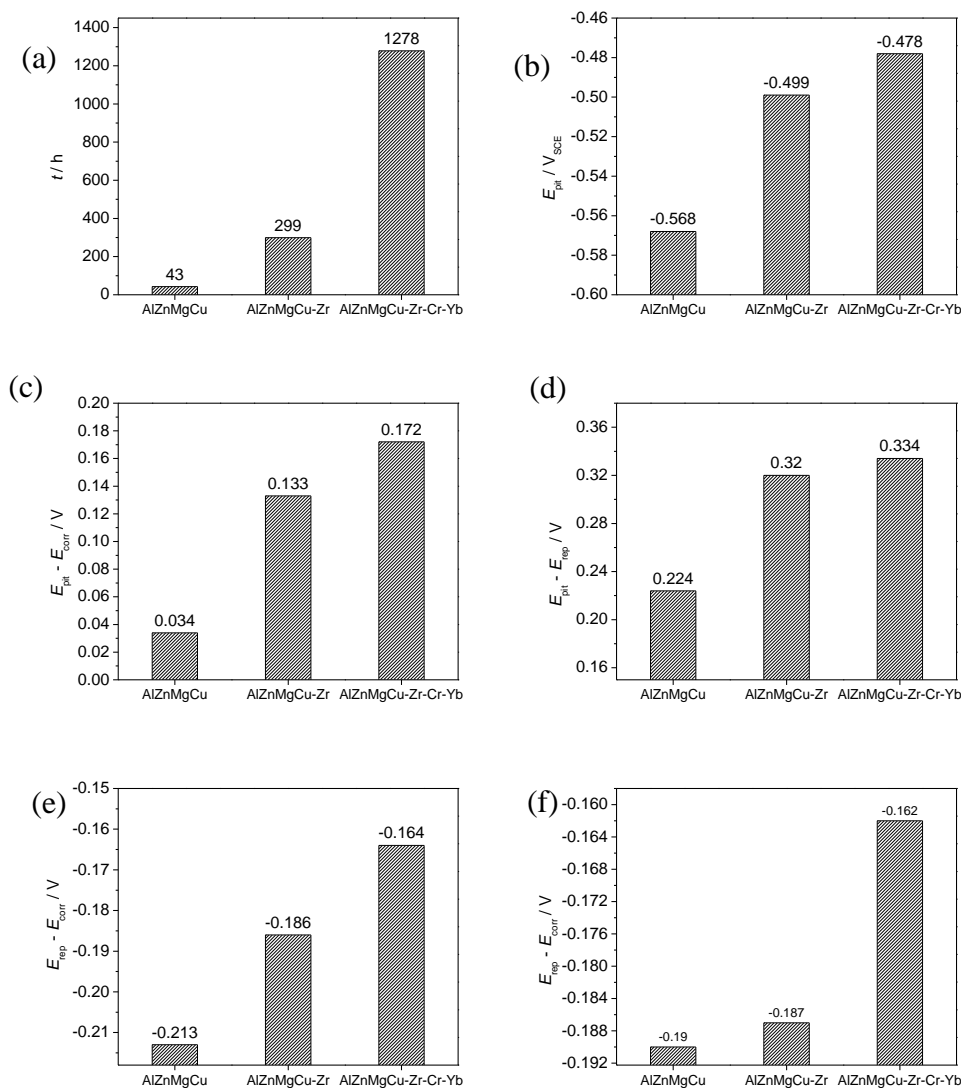 (a)
t / h
1400
1200
1000
800
600
400
200
0
43
299
1278
AlZnMgCu
AlZnMgCu-Zr
AlZnMgCu-Zr-Cr-Yb
(b)
E_pit / V_SCE
-0.46
-0.48
-0.50
-0.52
-0.54
-0.56
-0.58
-0.60
-0.568
-0.499
-0.478
AlZnMgCu
AlZnMgCu-Zr
AlZnMgCu-Zr-Cr-Yb
(c)
E_pit - E_corr / V
0.20
0.18
0.16
0.14
0.12
0.10
0.08
0.06
0.04
0.02
0.00
0.034
0.133
0.172
AlZnMgCu
AlZnMgCu-Zr
AlZnMgCu-Zr-Cr-Yb
(d)
E_pit - E_rep / V
0.36
0.32
0.28
0.24
0.20
0.16
0.224
0.32
0.334
AlZnMgCu
AlZnMgCu-Zr
AlZnMgCu-Zr-Cr-Yb
(e)
E_rep - E_corr / V
-0.15
-0.16
-0.17
-0.18
-0.19
-0.20
-0.21
-0.213
-0.186
-0.164
AlZnMgCu
AlZnMgCu-Zr
AlZnMgCu-Zr-Cr-Yb
(f)
E_rep - E_corr / V
-0.160
-0.164
-0.168
-0.172
-0.176
-0.180
-0.184
-0.188
-0.192
-0.19
-0.187
-0.162
AlZnMgCu
AlZnMgCu-Zr
AlZnMgCu-Zr-Cr-Yb